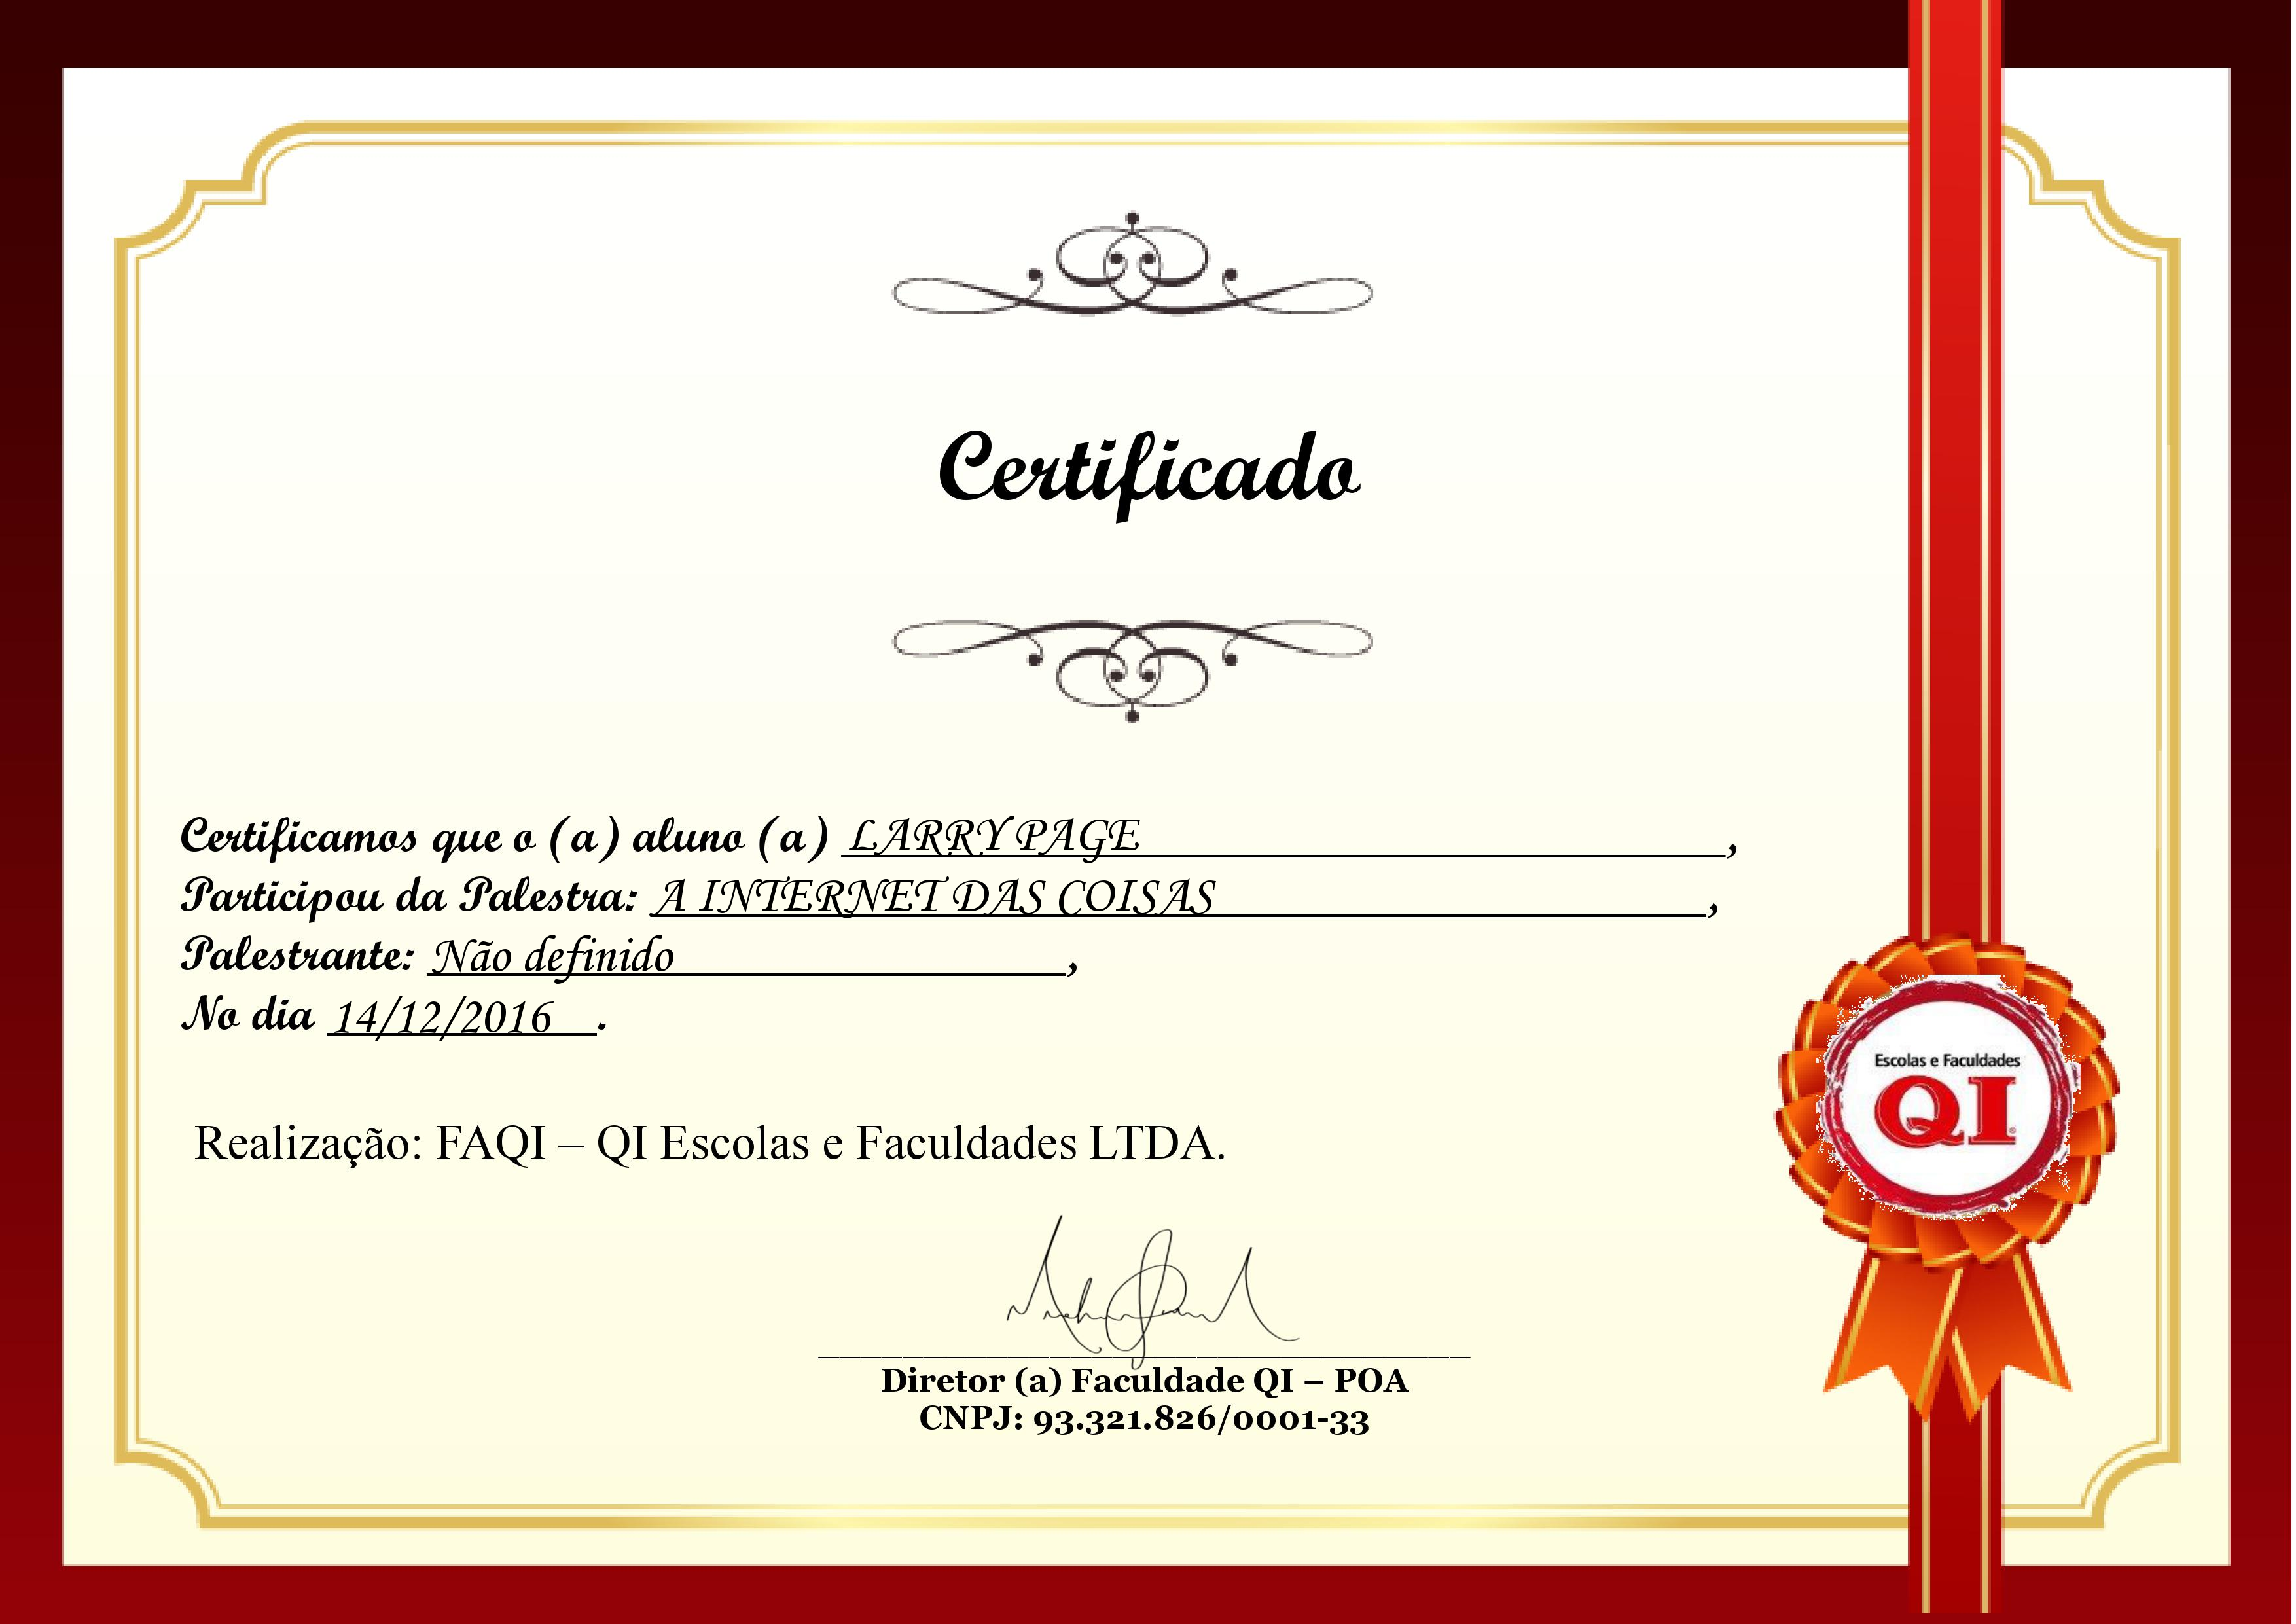 Certificado
Certificamos que o (a) aluno (a) LARRY PAGE,
Participou da Palestra: A INTERNET DAS COISAS,
Palestrante: Não definido,
No dia 14/12/2016.
Escolas e Faculdades
QI
Realização: FAQI – QI Escolas e Faculdades LTDA.
Diretor (a) Faculdade QI – POA
CNPJ: 93.321.826/0001-33